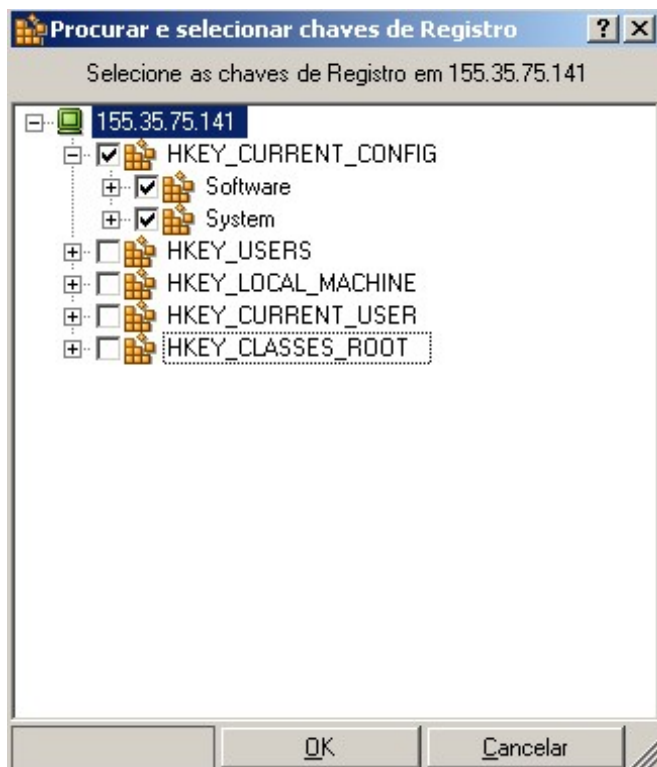 Procurar e selecionar chaves de Registro
Selecione as chaves de Registro em 155.35.75.141
155.35.75.141
HKEY_CURRENT_CONFIG
Software
System
HKEY_USERS
HKEY_LOCAL_MACHINE
HKEY_CURRENT_USER
HKEY_CLASSES_ROOT
OK Cancelar